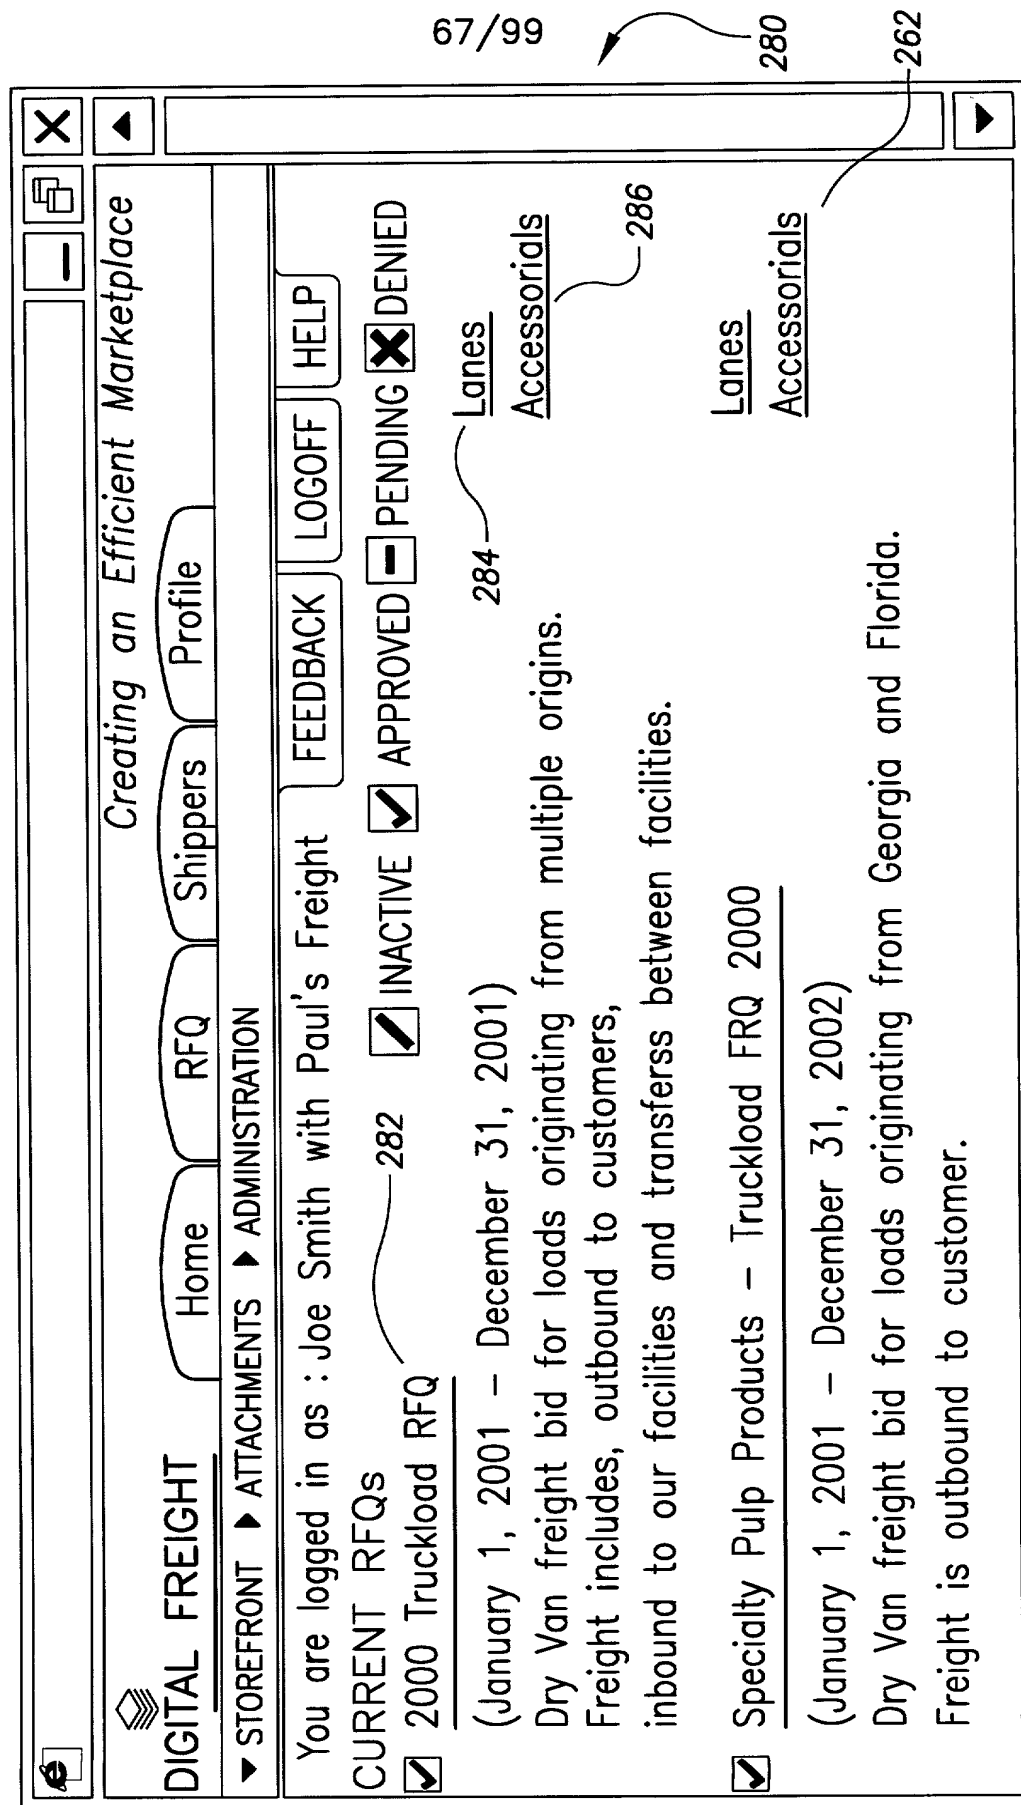 67/99
280
Creating an Efficient Marketplace
DIGITAL FREIGHT
Home RFQ Shippers Profile
STOREFRONT ATTACHMENTS ADMINISTRATION
You are logged in as : Joe Smith with Paul's Freight FEEDBACK LOGOFF HELP
CURRENT RFQs 282 INACTIVE APPROVED PENDING DENIED
2000 Truckload RFQ 284 Lanes
(January 1, 2001 – December 31, 2001) Accessorials 286
Dry Van freight bid for loads originating from multiple origins.
Freight includes, outbound to customers,
inbound to our facilities and transferss between facilities.
Specialty Pulp Products – Truckload FRQ 2000 Lanes
Accessorials 262
(January 1, 2001 – December 31, 2002)
Dry Van freight bid for loads originating from Georgia and Florida.
Freight is outbound to customer.